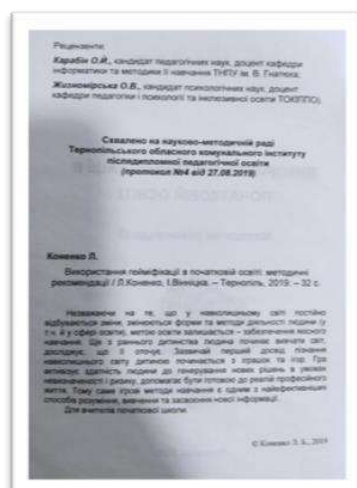 Рецензенти:
Карабін О.Й., кандидат педагогічних наук, доцент кафедри
інформатики та методики її навчання ТНПУ ім. В. Гнатюка;
Жизномірська О.В., кандидат психологічних наук, доцент
кафедри педагогіки і психології та інклюзивної освіти ТОКІППО).
Схвалено на науково-методичній раді
Тернопільського обласного комунального інституту
післядипломної педагогічної освіти
(протокол №4 від 27.08.2019)
Коненко Л.
Використання гейміфікації в початковій освіті: методичні
рекомендації / Л.Коненко, І.Вінніцка. – Тернопіль, 2019. – 32 с.
Незважаючи на те, що у навколишньому світі постійно
відбуваються зміни, змінюються форми та методи діяльності людини (у
т.ч. й у сфері освіти), метою освіти залишається – забезпечення якісного
навчання. Ще з раннього дитинства людина починає вивчати світ,
досліджує, що її оточує. Зазвичай перший досвід пізнання
навколишнього світу дитиною починається з іграшок та ігор. Гра
активізує здатність людини до генерування нових рішень в умовах
невизначеності і ризику, допомагає бути готовою до реалій професійного
життя. Тому саме ігрові методи навчання є одним з найефективніших
способів розуміння, вивчення та засвоєння нової інформації.
Для вчителів початкової школи.
© Коненко Л. Б., 2019